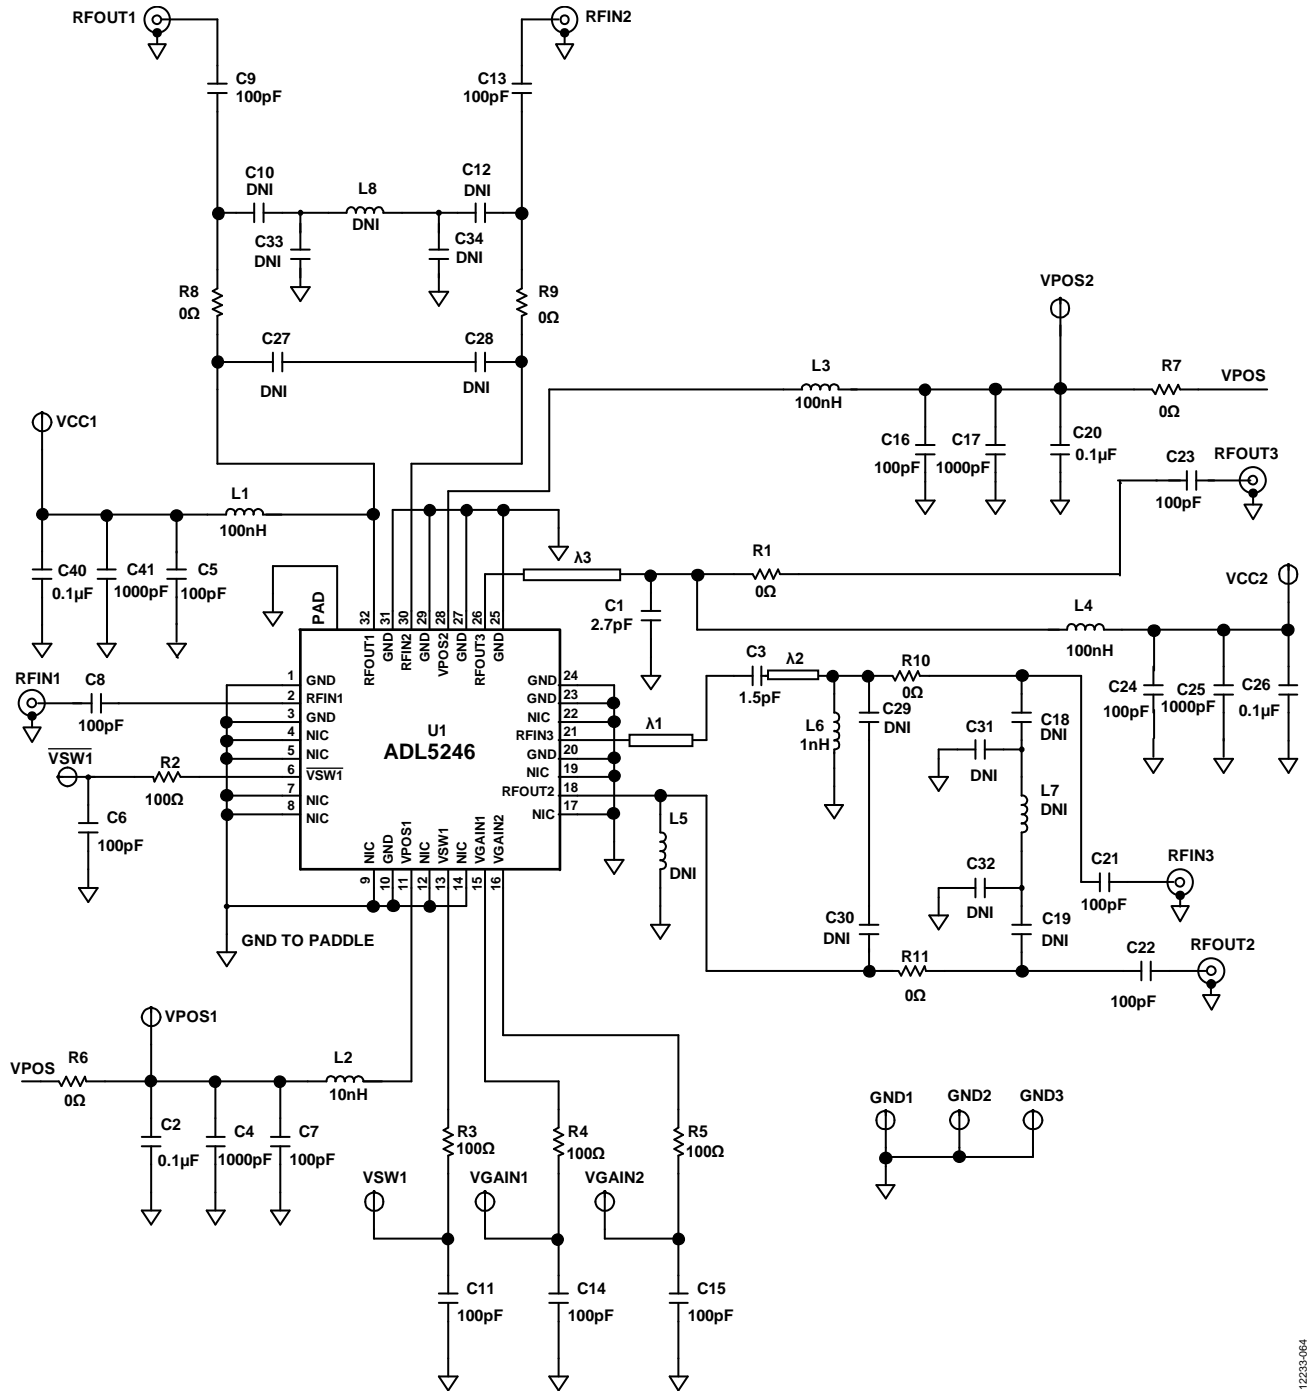 RFOUT1
RFIN2
C9
100pF
C13
100pF
C10
DNI
L8
DNI
C12
DNI
C33
DNI
C34
DNI
R8
0Ω
R9
0Ω
C27
DNI
C28
DNI
VPOS2
L3
100nH
R7
0Ω
VPOS
C16
100pF
C17
1000pF
C20
0.1µF
C23
100pF
RFOUT3
VCC1
L1
100nH
C40
0.1µF
C41
1000pF
C5
100pF
λ3
R1
0Ω
C1
2.7pF
VCC2
L4
100nH
C24
100pF
C25
1000pF
C26
0.1µF
PAD
32
31
30
29
28
27
26
25
RFOUT1
GND
RFIN2
GND
VPOS2
GND
RFOUT3
GND
RFIN1
C8
100pF
VSW1
R2
100Ω
C6
100pF
1 GND
2 RFIN1
3 GND
4 NIC
5 NIC
6 VSW1
7 NIC
8 NIC
U1
ADL5246
GND 24
GND 23
NIC 22
RFIN3 21
GND 20
NIC 19
RFOUT2 18
NIC 17
NIC
GND
VPOS1
NIC
VSW1
NIC
VGAIN1
VGAIN2
9
10
11
12
13
14
15
16
λ1
C3
1.5pF
λ2
L6
1nH
C29
DNI
R10
0Ω
C31
DNI
C18
DNI
L7
DNI
L5
DNI
C32
DNI
C30
DNI
C19
DNI
R11
0Ω
C21
100pF
RFIN3
C22
100pF
RFOUT2
GND TO PADDLE
VPOS1
VPOS
R6
0Ω
L2
10nH
C2
0.1µF
C4
1000pF
C7
100pF
R3
100Ω
R4
100Ω
R5
100Ω
VSW1
VGAIN1
VGAIN2
C11
100pF
C14
100pF
C15
100pF
GND1
GND2
GND3
12233-064